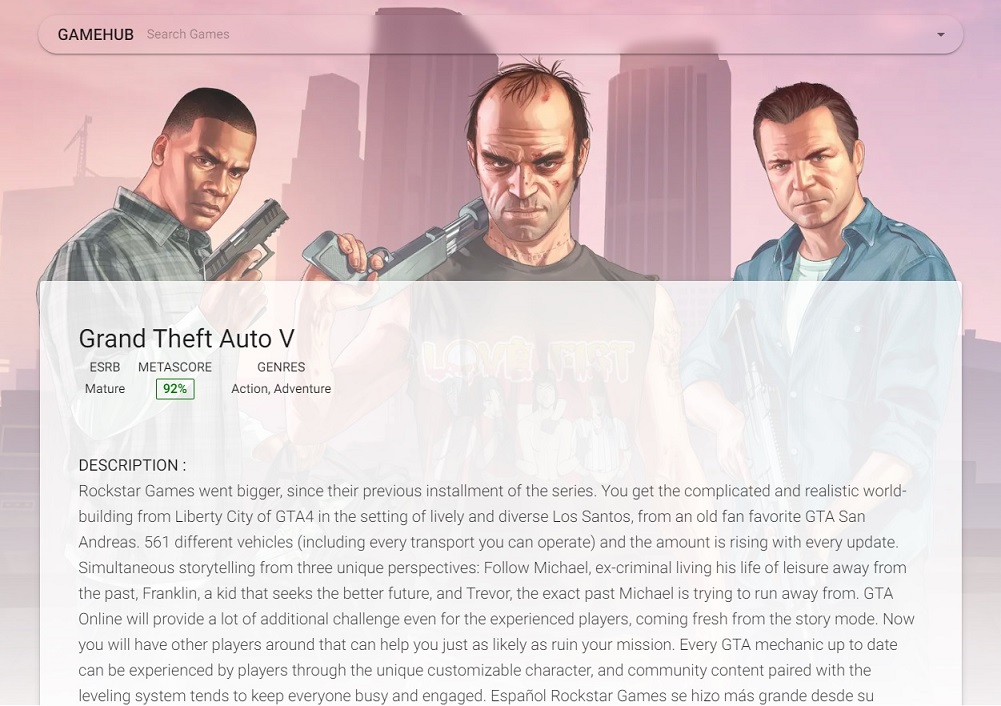 GAMEHUB Search Games
LOVE FIST
Grand Theft Auto V
ESRB METASCORE GENRES
Mature 92% Action, Adventure
DESCRIPTION :
Rockstar Games went bigger, since their previous installment of the series. You get the complicated and realistic world-
building from Liberty City of GTA4 in the setting of lively and diverse Los Santos, from an old fan favorite GTA San
Andreas. 561 different vehicles (including every transport you can operate) and the amount is rising with every update.
Simultaneous storytelling from three unique perspectives: Follow Michael, ex-criminal living his life of leisure away from
the past, Franklin, a kid that seeks the better future, and Trevor, the exact past Michael is trying to run away from. GTA
Online will provide a lot of additional challenge even for the experienced players, coming fresh from the story mode. Now
you will have other players around that can help you just as likely as ruin your mission. Every GTA mechanic up to date
can be experienced by players through the unique customizable character, and community content paired with the
leveling system tends to keep everyone busy and engaged. Español Rockstar Games se hizo más grande desde su